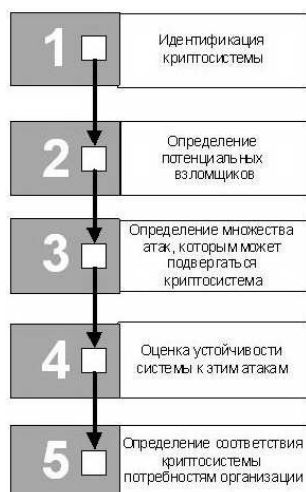 1
Идентификация
криптосистемы
2
Определение
потенциальных
взломщиков
3
Определение множества
атак, которым может
подвергаться
криптосистема
4
Оценка устойчивости
системы к этим атакам
5
Определение соответствия
криптосистемы
потребностям организации